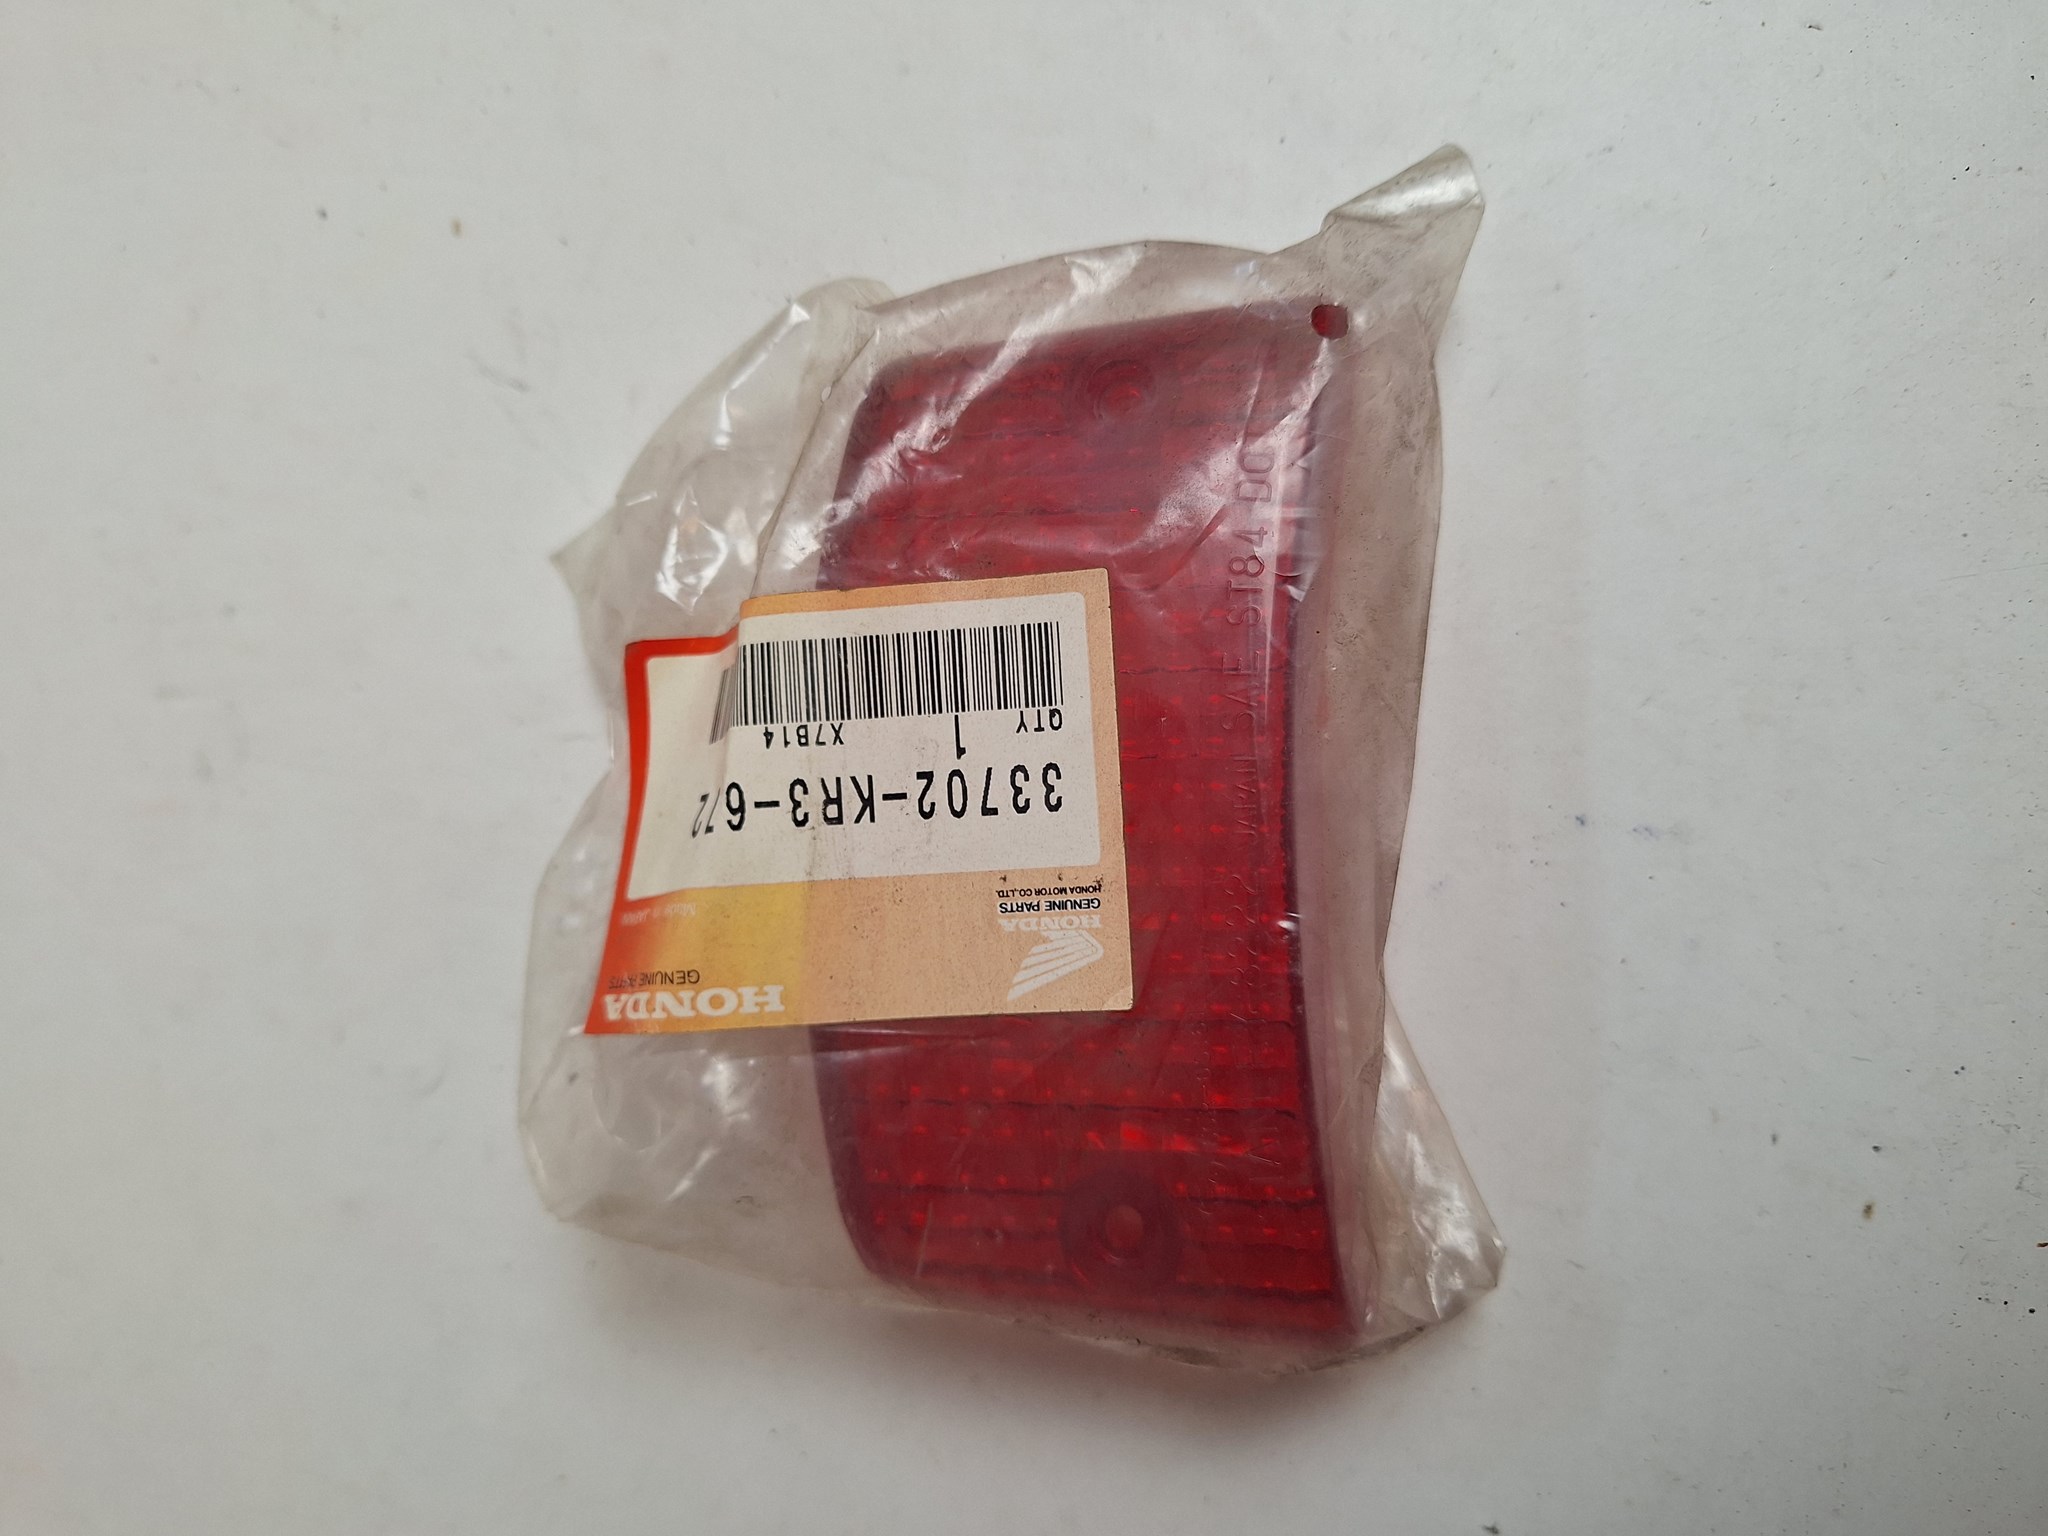 HONDA
GENUINE PARTS
Made in JAPAN
HONDA
GENUINE PARTS
HONDA MOTOR CO.,LTD.
33702-KR3-672
QTY 1 X7B14
JAPAN SAE ST84 DOT